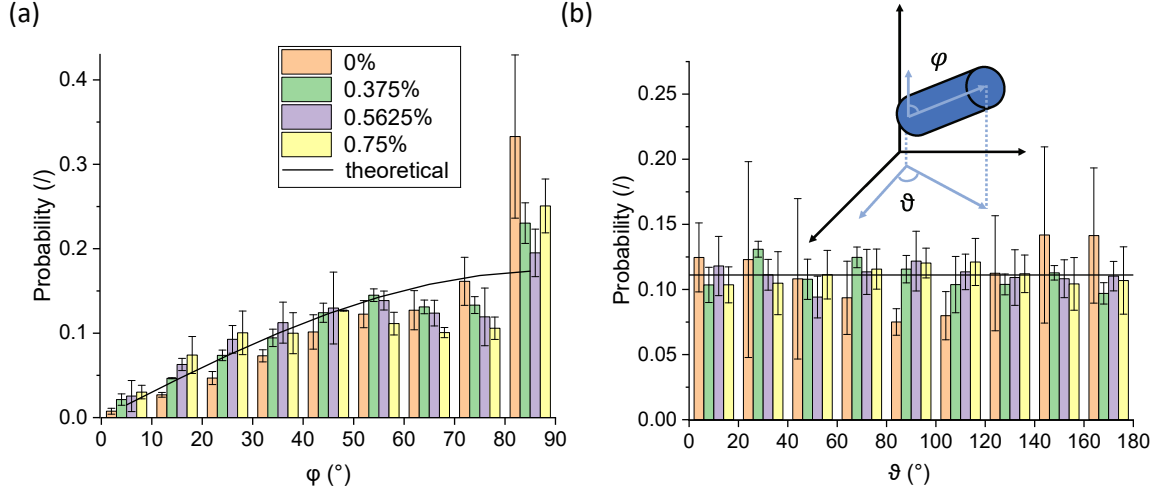 (a)
0%
0.375%
0.5625%
0.75%
theoretical
0.4
0.3
0.2
0.1
0.0
Probability (/)
0 10 20 30 40 50 60 70 80 90
φ (°)
(b)
φ
ϑ
0.25
0.20
0.15
0.10
0.05
0.00
Probability (/)
0 20 40 60 80 100 120 140 160 180
ϑ (°)